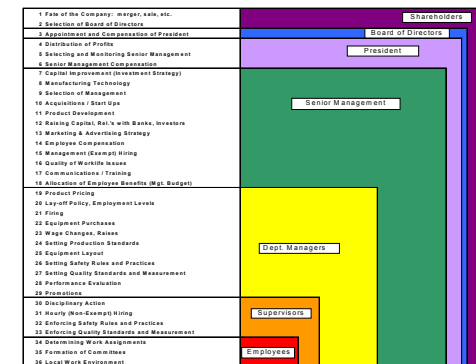 1 Fate of the Company: merger, sale, etc.
2 Selection of Board of Directors
3 Appointment and Compensation of President
4 Distribution of Profits
5 Selecting and Monitoring Senior Management
6 Senior Management Compensation
7 Capital Improvement (Investment Strategy)
8 Manufacturing Technology
9 Selection of Management
10 Acquisitions / Start Ups
11 Product Development
12 Raising Capital, Rel.'s with Banks, Investors
13 Marketing & Advertising Strategy
14 Employee Compensation
15 Management (Exempt) Hiring
16 Quality of Worklife Issues
17 Communications / Training
18 Allocation of Employee Benefits (Mgt. Budget)
19 Product Pricing
20 Lay-off Policy, Employment Levels
21 Firing
22 Equipment Purchases
23 Wage Changes, Raises
24 Setting Production Standards
25 Equipment Layout
26 Setting Safety Rules and Practices
27 Setting Quality Standards and Measurement
28 Performance Evaluation
29 Promotions
30 Disciplinary Action
31 Hourly (Non-Exempt) Hiring
32 Enforcing Safety Rules and Practices
33 Enforcing Quality Standards and Measurement
34 Determining Work Assignments
35 Formation of Committees
36 Local Work Environment
Shareholders
Board of Directors
President
Senior Management
Dept. Managers
Supervisors
Employees